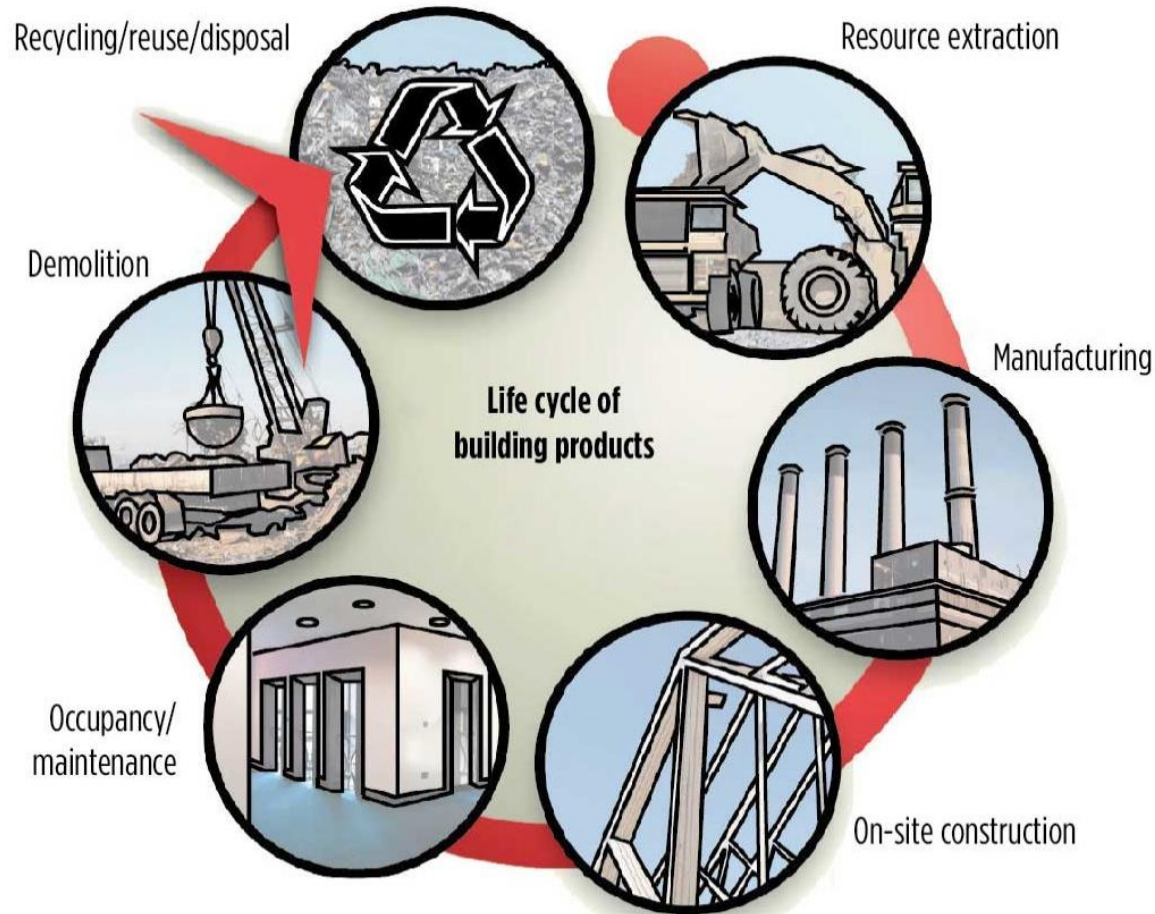 Recycling/reuse/disposal
Resource extraction
Demolition
Manufacturing
Life cycle of
building products
Occupancy/
maintenance
On-site construction